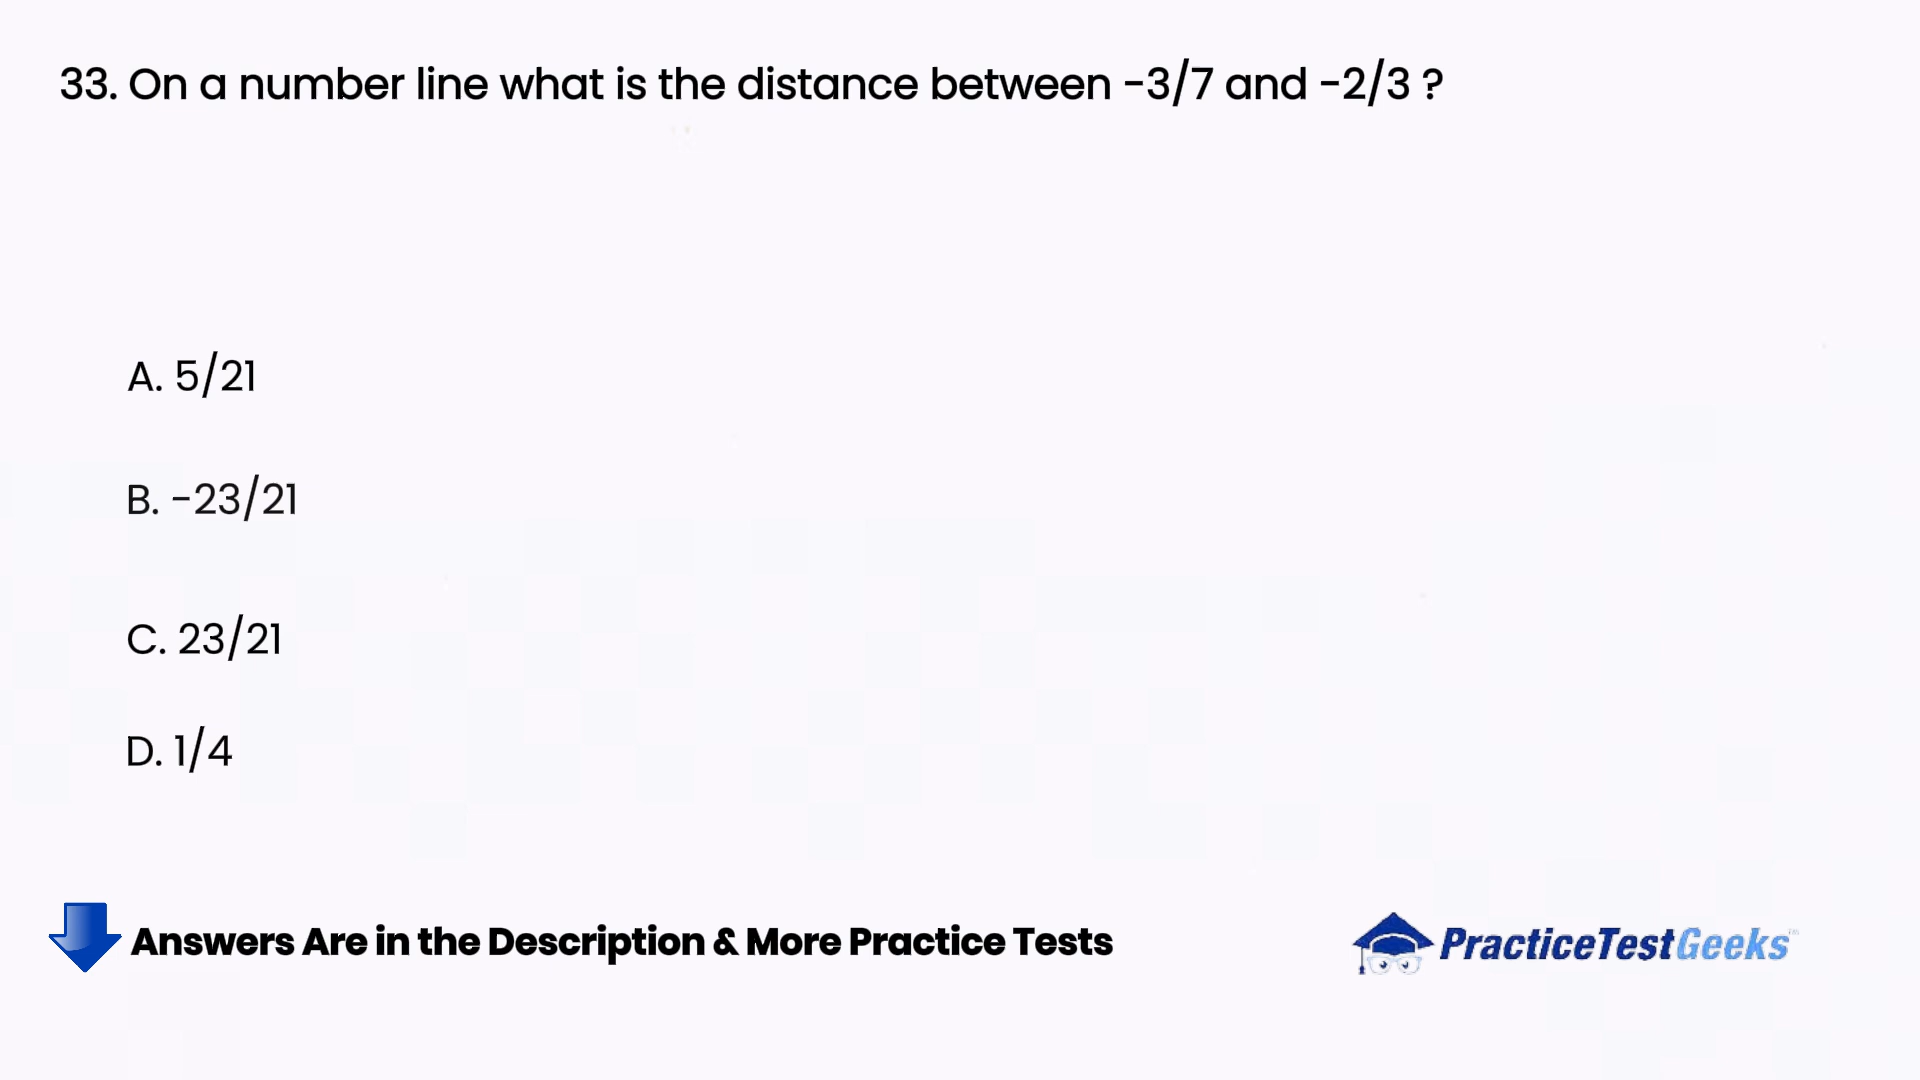 33. On a number line what is the distance between -3/7 and -2/3 ?
A. 5/21
B. -23/21
C. 23/21
D. 1/4
Answers Are in the Description & More Practice Tests
PracticeTestGeeks™